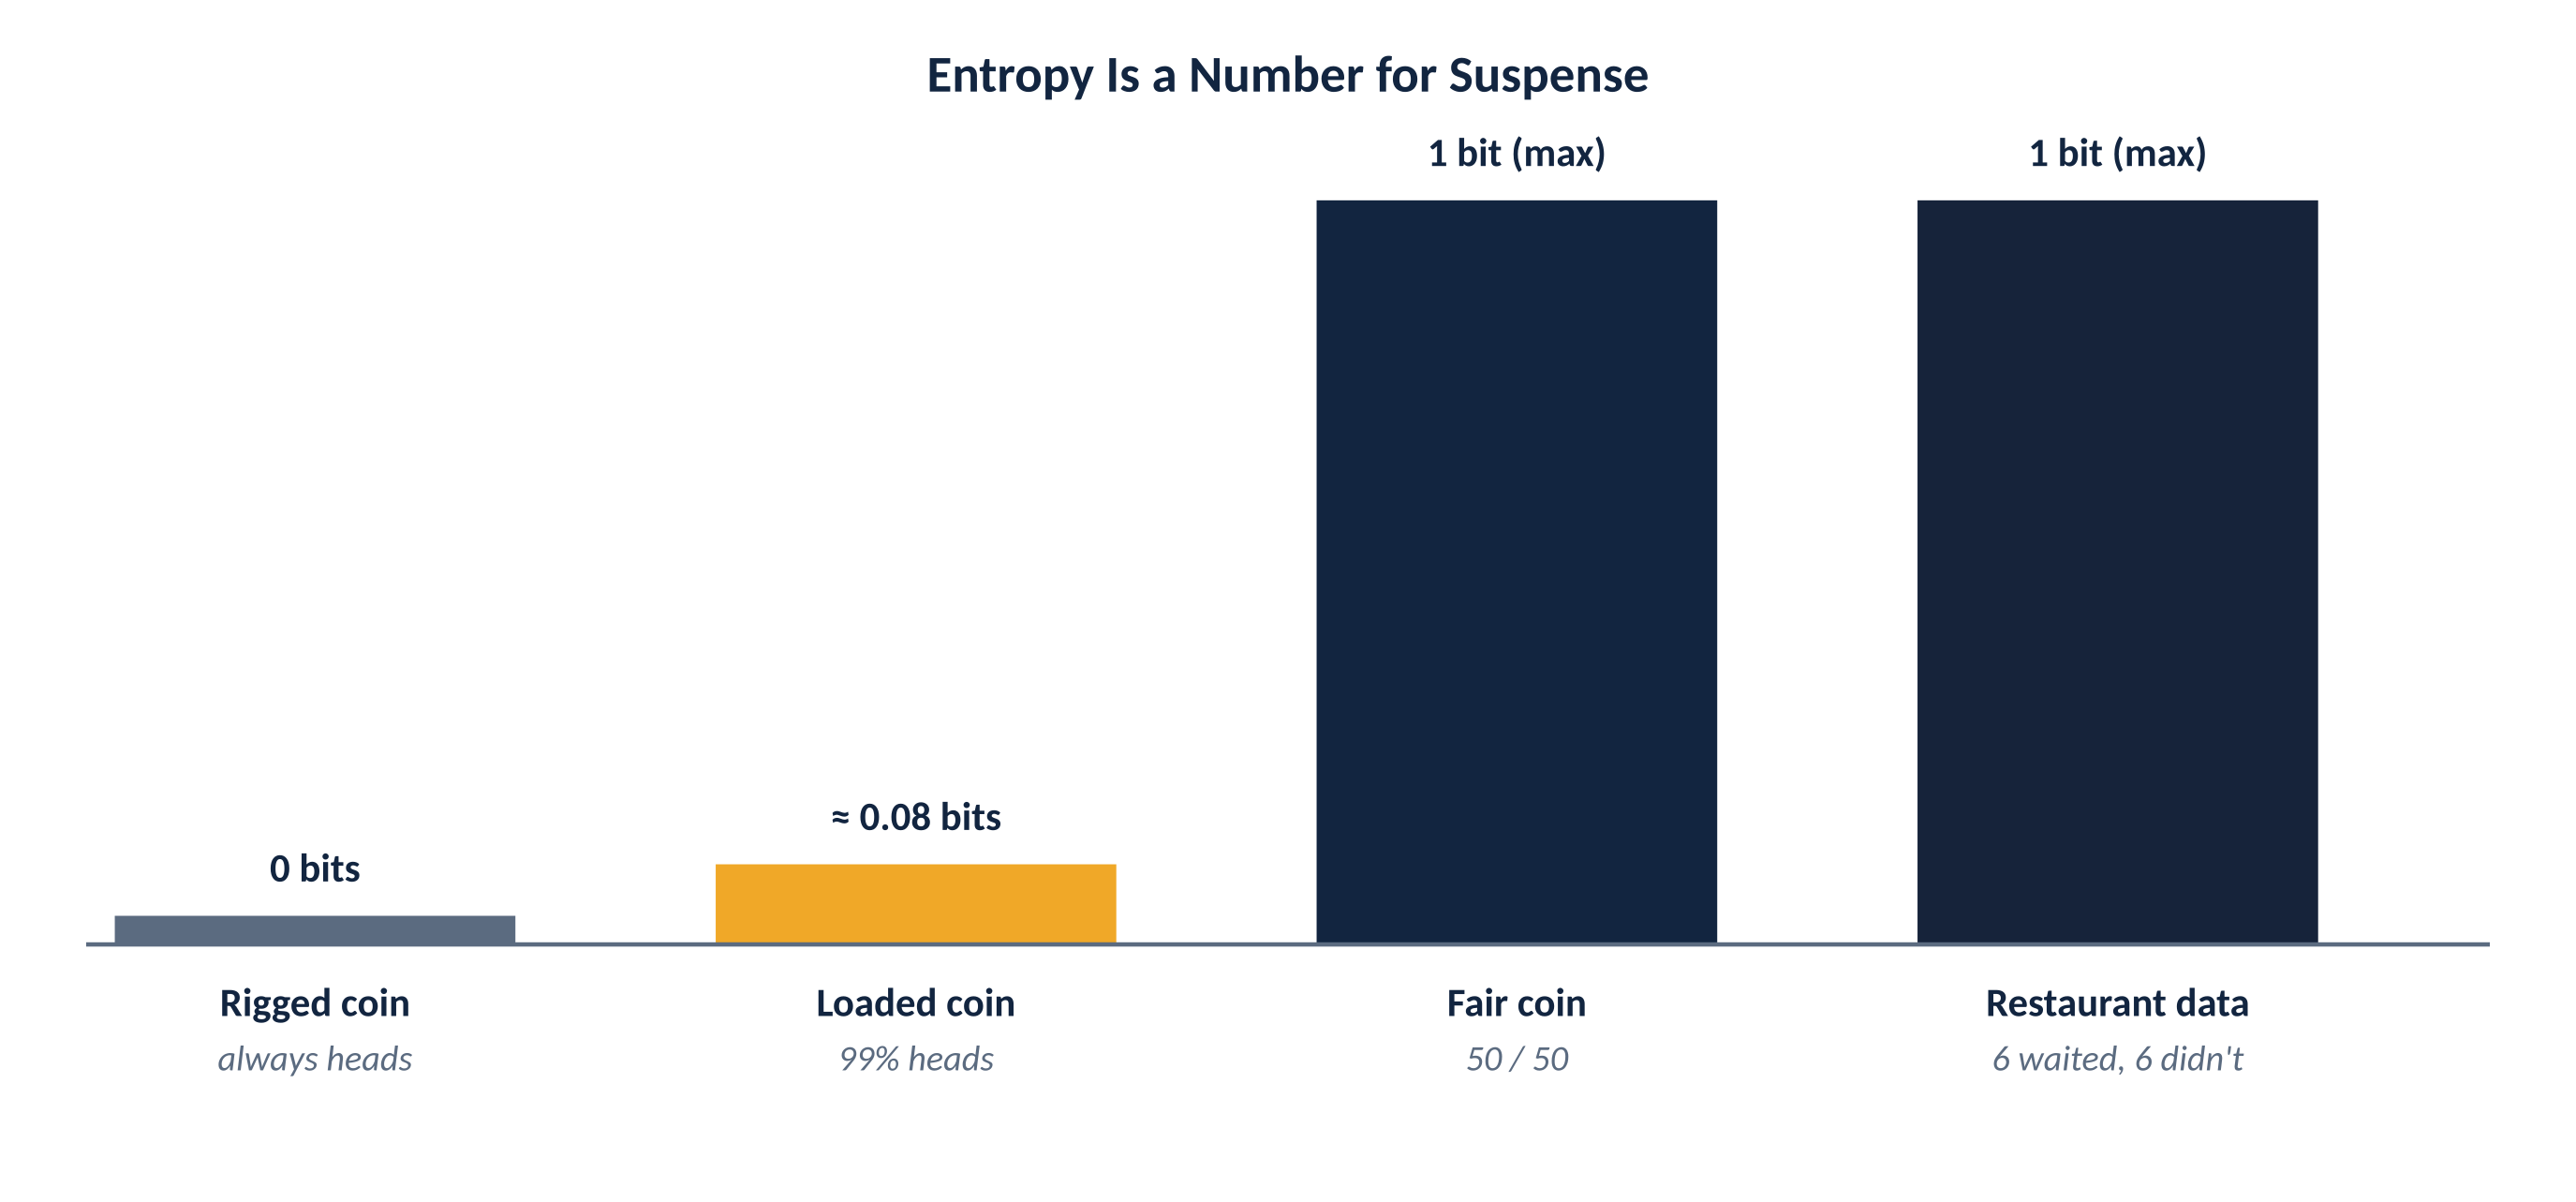 Entropy Is a Number for Suspense
1 bit (max)
1 bit (max)
≈ 0.08 bits
0 bits
Rigged coin
always heads
Loaded coin
99% heads
Fair coin
50 / 50
Restaurant data
6 waited, 6 didn't